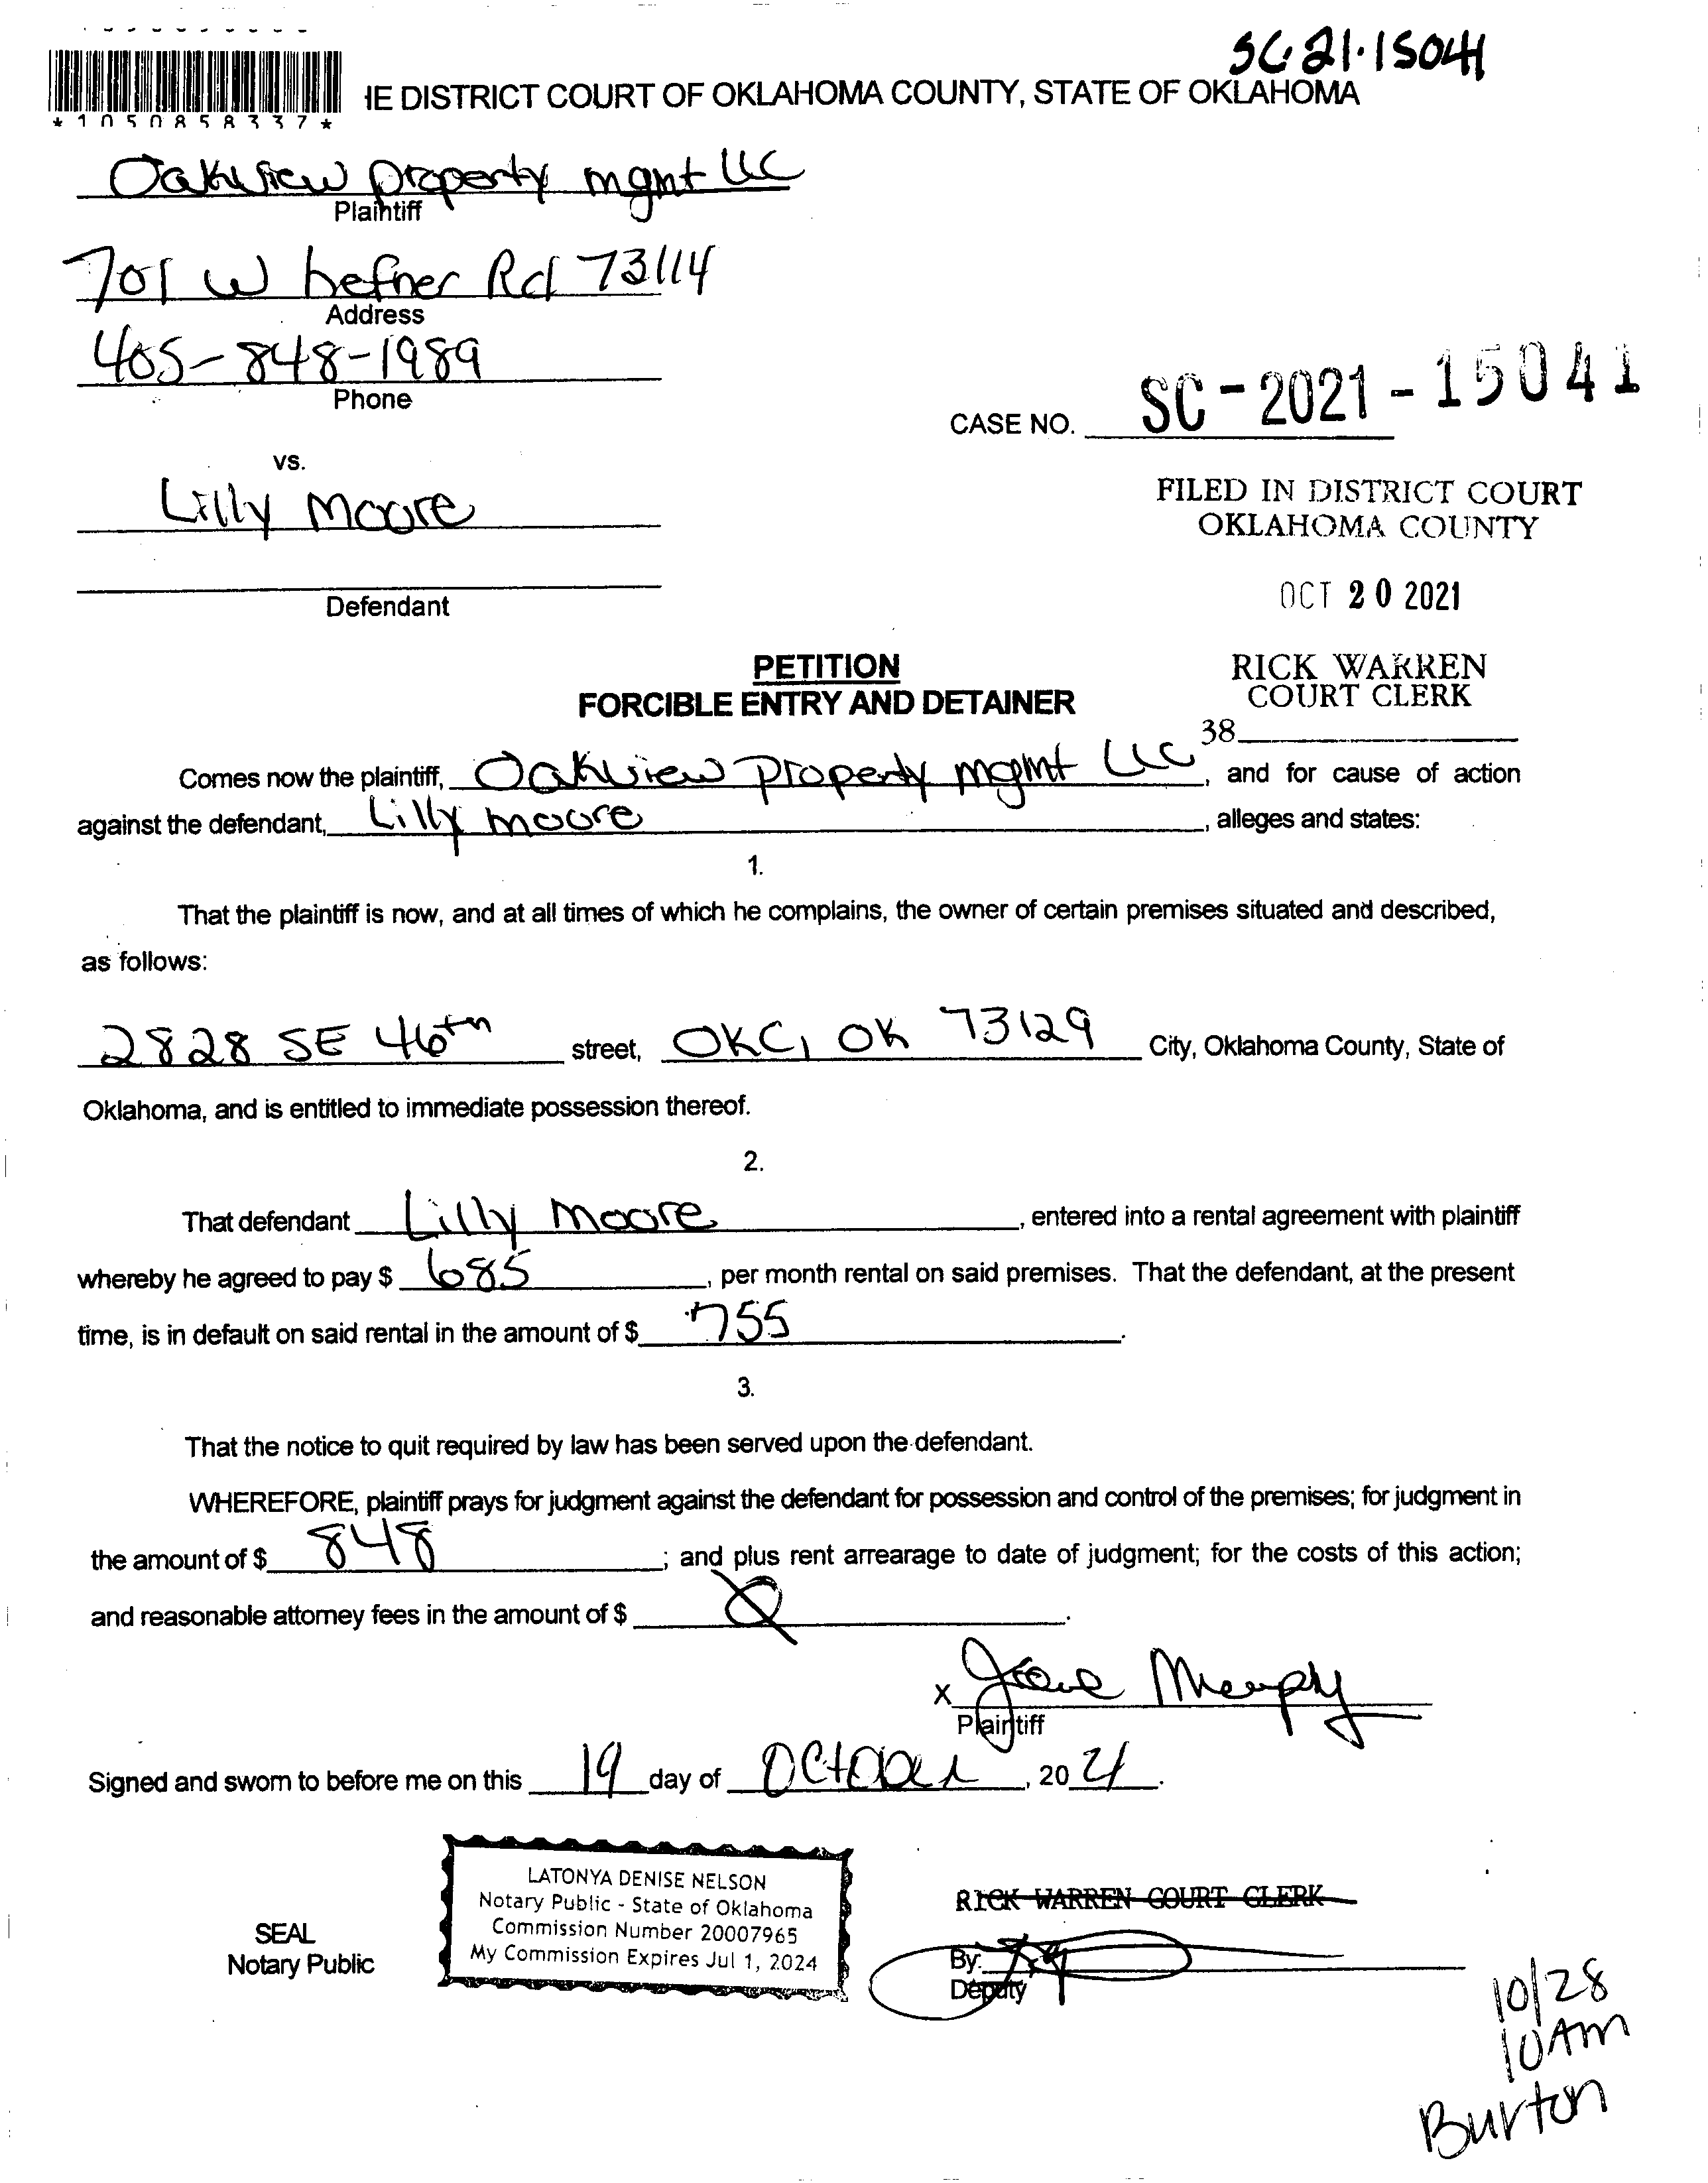 SC-21-15041
*1050858337*
IE DISTRICT COURT OF OKLAHOMA COUNTY, STATE OF OKLAHOMA
Oakview property mgmt LLC
Plaintiff
701 W hefner Rd 73114
Address
405-848-1989
Phone
CASE NO. SC-2021-15041
vs.
Lilly Moore
FILED IN DISTRICT COURT
OKLAHOMA COUNTY
Defendant
OCT 20 2021
PETITION
FORCIBLE ENTRY AND DETAINER
RICK WARREN
COURT CLERK
38
Comes now the plaintiff, Oakview property mgmt LLC, and for cause of action
against the defendant, Lilly moore, alleges and states:
1.
That the plaintiff is now, and at all times of which he complains, the owner of certain premises situated and described,
as follows:
2828 SE 46th street, OKC, OK 73129 City, Oklahoma County, State of
Oklahoma, and is entitled to immediate possession thereof.
2.
That defendant Lilly Moore, entered into a rental agreement with plaintiff
whereby he agreed to pay $ 685, per month rental on said premises. That the defendant, at the present
time, is in default on said rental in the amount of $ 755.
3.
That the notice to quit required by law has been served upon the defendant.
WHEREFORE, plaintiff prays for judgment against the defendant for possession and control of the premises; for judgment in
the amount of $ 848; and plus rent arrearage to date of judgment; for the costs of this action;
and reasonable attorney fees in the amount of $ 0.
X
Plaintiff
Signed and sworn to before me on this 19 day of October, 2021.
LATONYA DENISE NELSON
Notary Public - State of Oklahoma
Commission Number 20007965
My Commission Expires Jul 1, 2024
SEAL
Notary Public
RICK WARREN COURT CLERK
By:
Deputy
10/28
10AM
Burton